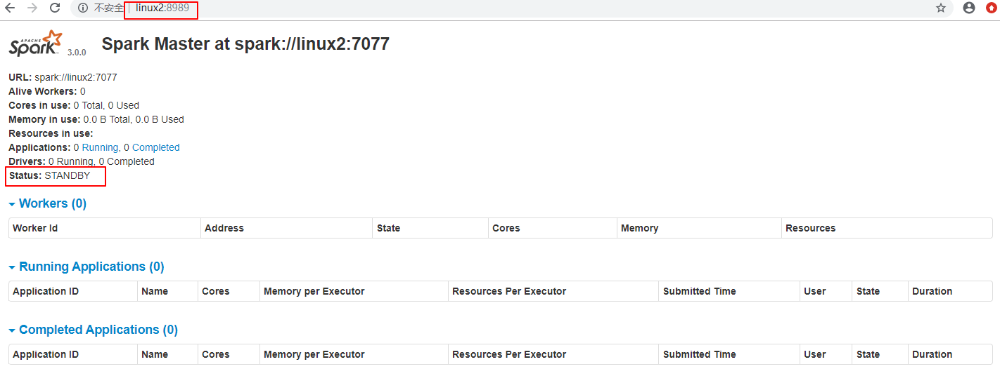 不安全 | linux2:8989
APACHE Spark 3.0.0 Spark Master at spark://linux2:7077
URL: spark://linux2:7077
Alive Workers: 0
Cores in use: 0 Total, 0 Used
Memory in use: 0.0 B Total, 0.0 B Used
Resources in use:
Applications: 0 Running, 0 Completed
Drivers: 0 Running, 0 Completed
Status: STANDBY
Workers (0)
Worker Id Address State Cores Memory Resources
Running Applications (0)
Application ID Name Cores Memory per Executor Resources Per Executor Submitted Time User State Duration
Completed Applications (0)
Application ID Name Cores Memory per Executor Resources Per Executor Submitted Time User State Duration